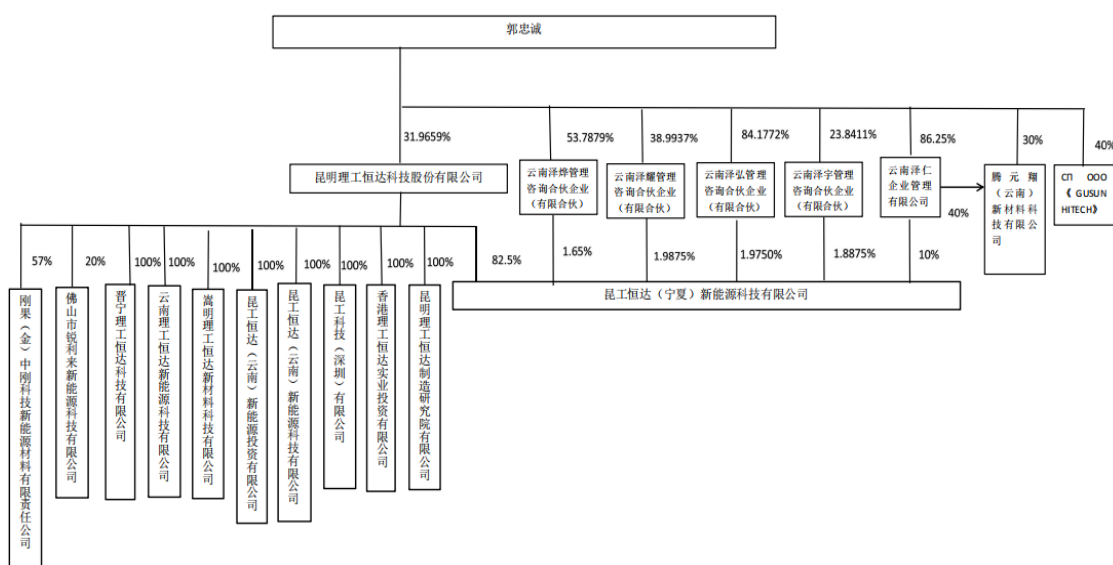 郭忠诚
31.9659%
53.7879%
38.9937%
84.1772%
23.8411%
86.25%
30%
40%
昆明理工恒达科技股份有限公司
云南泽烨管理
咨询合伙企业
（有限合伙）
云南泽耀管理
咨询合伙企业
（有限合伙）
云南泽弘管理
咨询合伙企业
（有限合伙）
云南泽宇管理
咨询合伙企业
（有限合伙）
云南泽仁
企业管理
有限公司
40%
腾元翔
（云南）
新材料科
技有限公
司
СП ООО
《GUSUN
HITECH》
57%
20%
100%
100%
100%
100%
100%
100%
100%
100%
82.5%
1.65%
1.9875%
1.9750%
1.8875%
10%
刚果（金）中刚科技新能源材料有限责任公司
佛山市锐利来新能源科技有限公司
晋宁理工恒达科技有限公司
云南理工恒达新能源科技有限公司
嵩明理工恒达新材料科技有限公司
昆工恒达（云南）新能源投资有限公司
昆工恒达（云南）新能源科技有限公司
昆工科技（深圳）有限公司
香港理工恒达实业投资有限公司
昆明理工恒达制造研究院有限公司
昆工恒达（宁夏）新能源科技有限公司